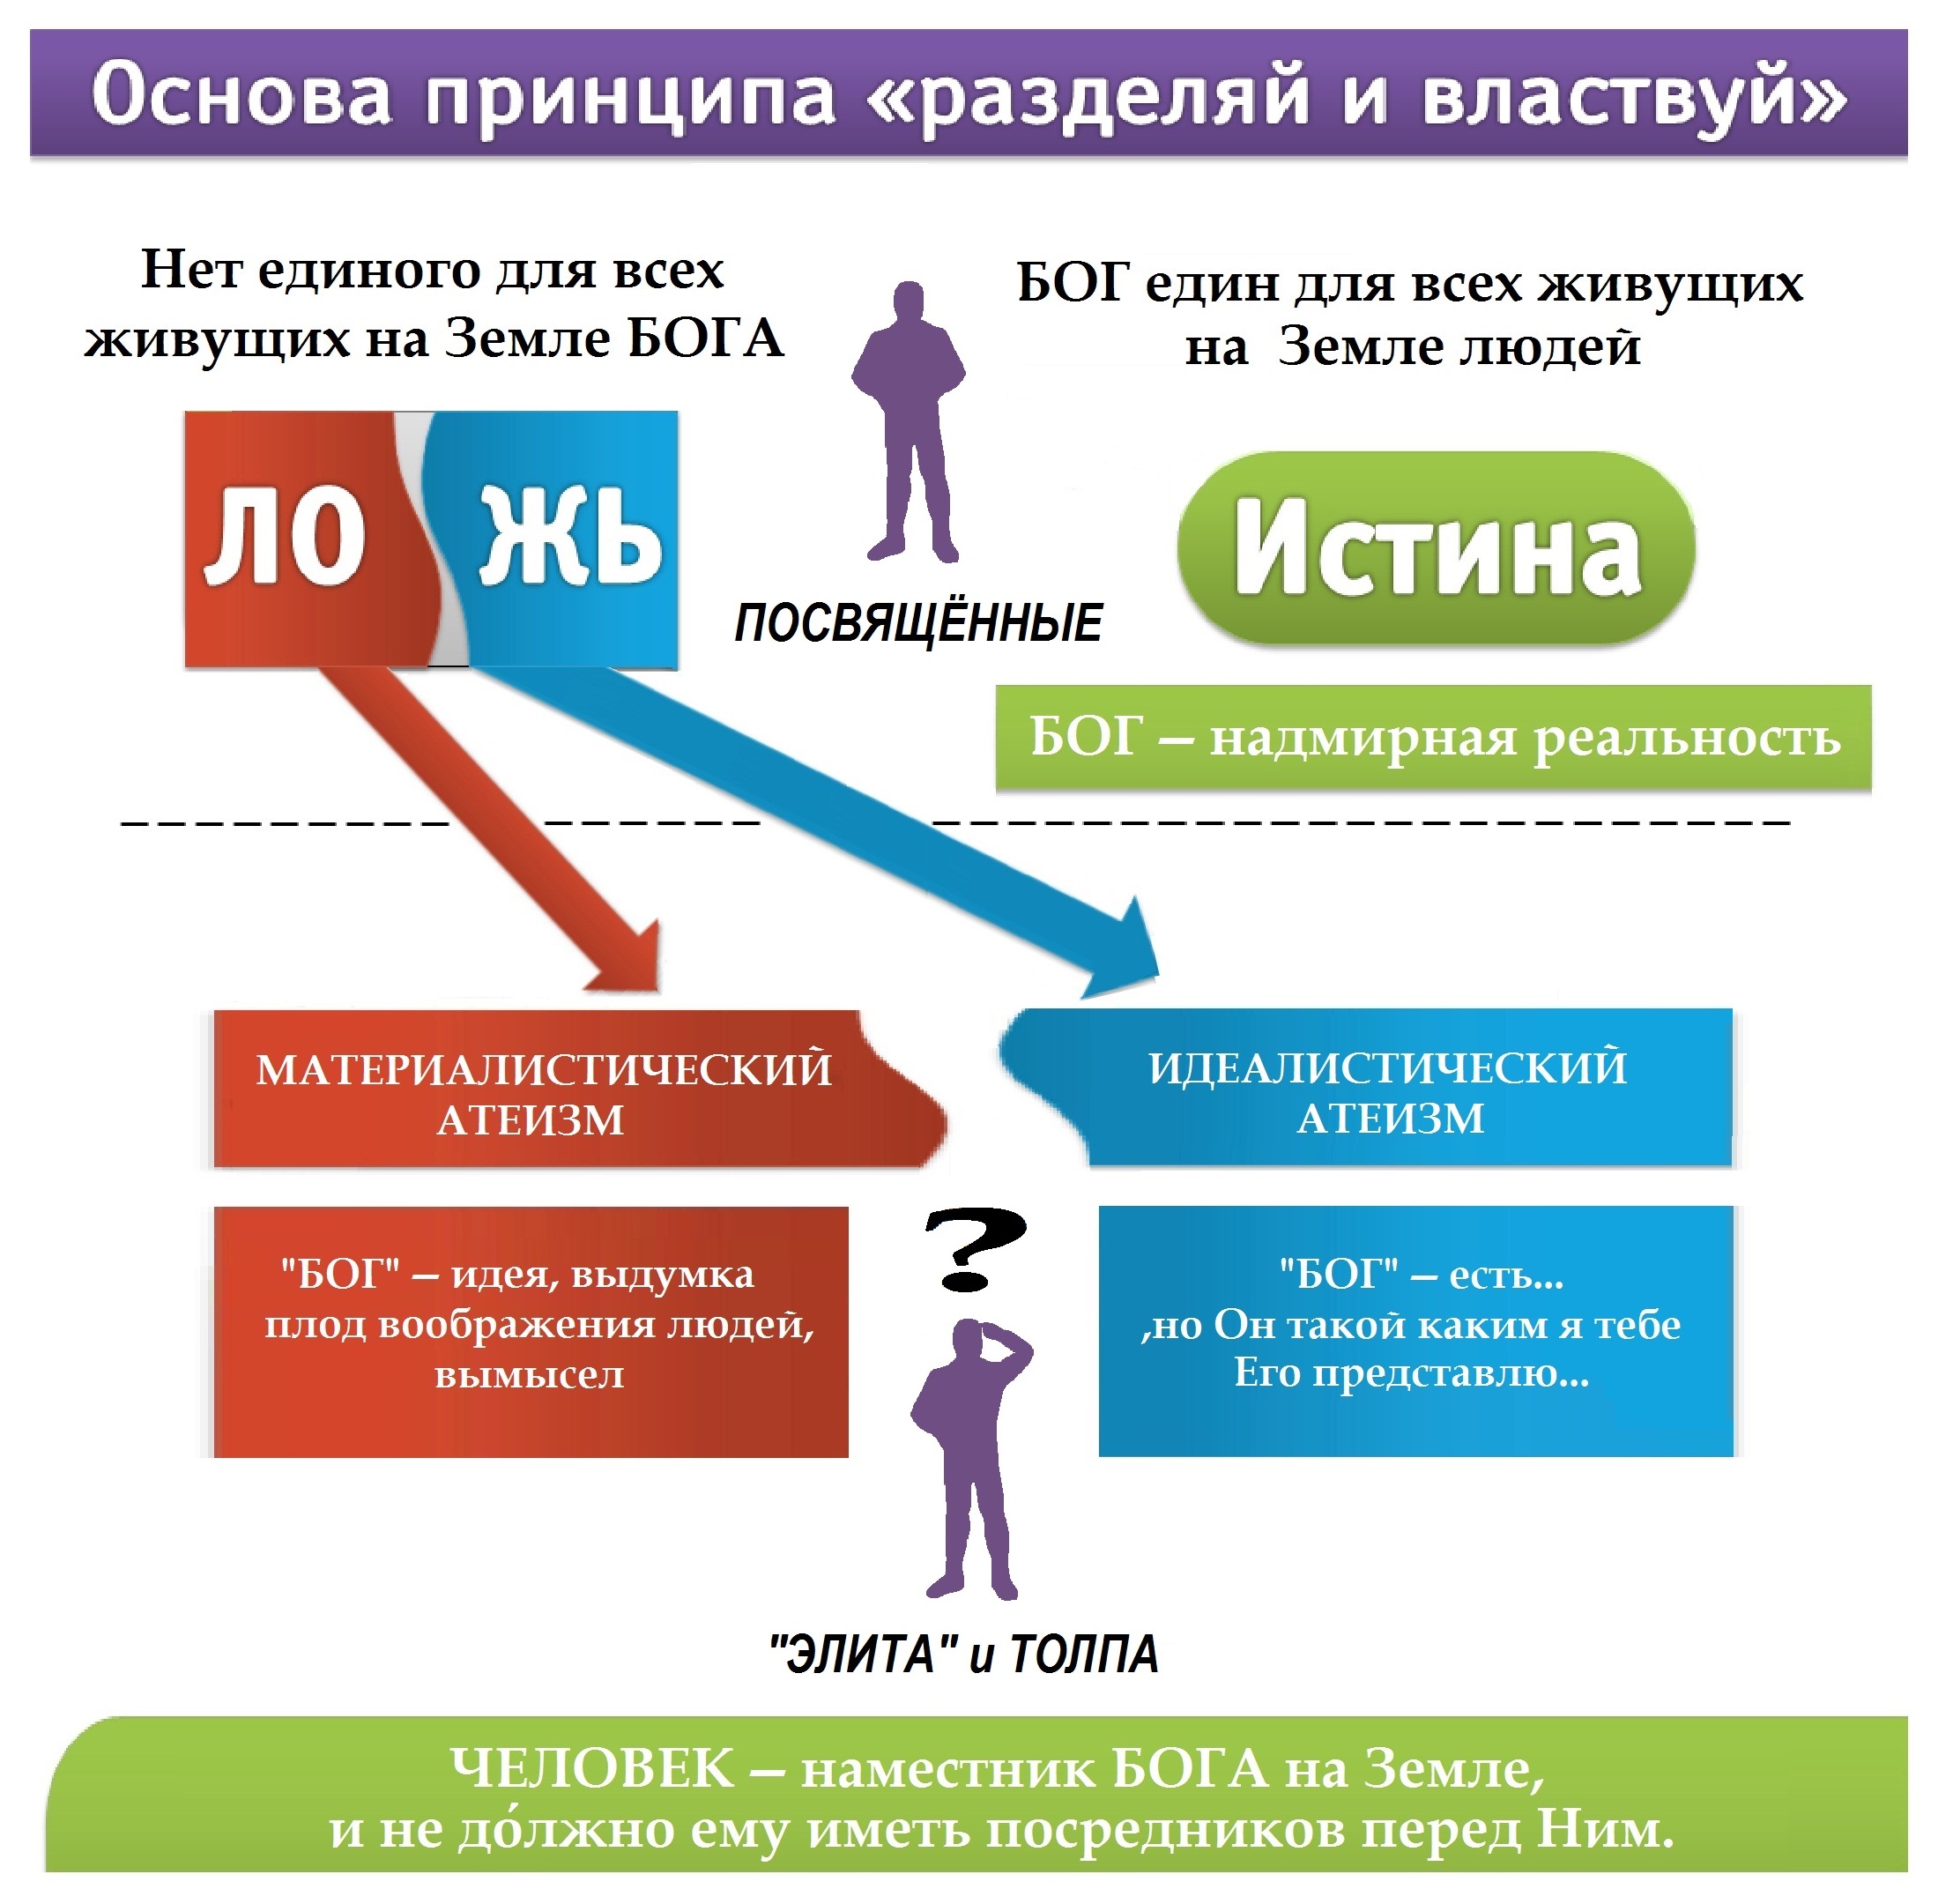 Основа принципа «разделяй и властвуй»
Нет единого для всех
живущих на Земле БОГА
БОГ един для всех живущих
на Земле людей
ЛО ЖЬ
Истина
ПОСВЯЩЁННЫЕ
БОГ – надмирная реальность
МАТЕРИАЛИСТИЧЕСКИЙ
АТЕИЗМ
ИДЕАЛИСТИЧЕСКИЙ
АТЕИЗМ
"БОГ" – идея, выдумка
плод воображения людей,
вымысел
?
"БОГ" – есть...
,но Он такой каким я тебе
Его представлю...
"ЭЛИТА" и ТОЛПА
ЧЕЛОВЕК – наместник БОГА на Земле,
и не до́лжно ему иметь посредников перед Ним.